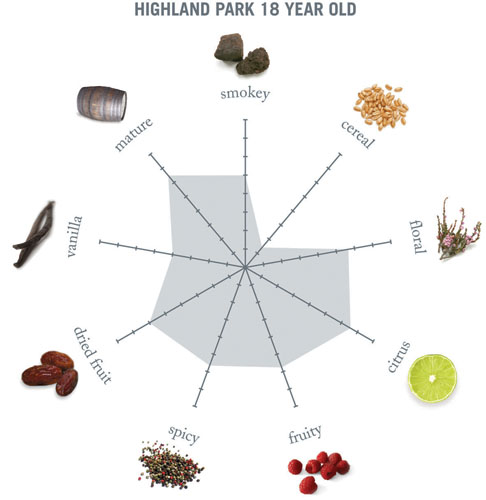 HIGHLAND PARK 18 YEAR OLD
smokey
cereal
floral
citrus
fruity
spicy
dried fruit
vanilla
mature